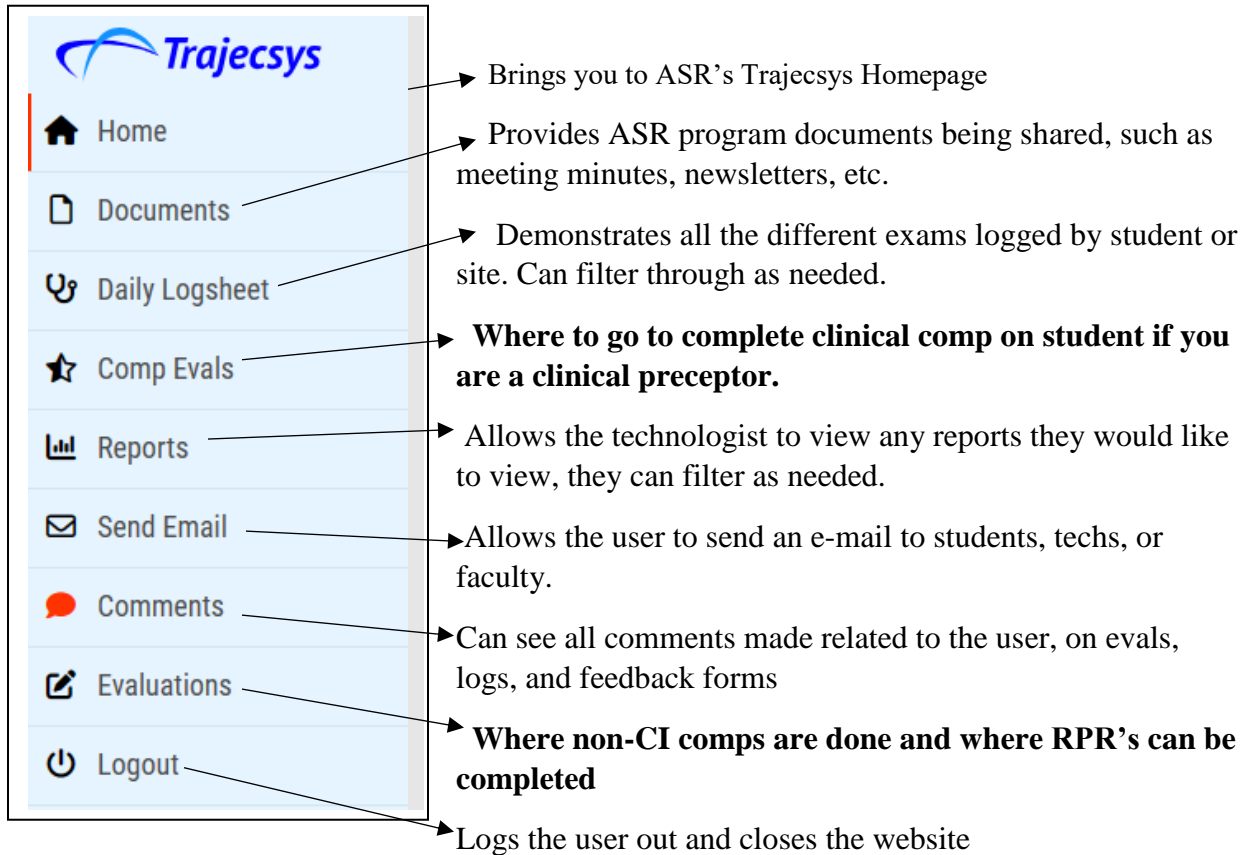 Trajecsys
Home
Documents
Daily Logsheet
Comp Evals
Reports
Send Email
Comments
Evaluations
Logout
Brings you to ASR’s Trajecsys Homepage
Provides ASR program documents being shared, such as
meeting minutes, newsletters, etc.
Demonstrates all the different exams logged by student or
site. Can filter through as needed.
Where to go to complete clinical comp on student if you
are a clinical preceptor.
Allows the technologist to view any reports they would like
to view, they can filter as needed.
Allows the user to send an e-mail to students, techs, or
faculty.
Can see all comments made related to the user, on evals,
logs, and feedback forms
Where non-CI comps are done and where RPR’s can be
completed
Logs the user out and closes the website